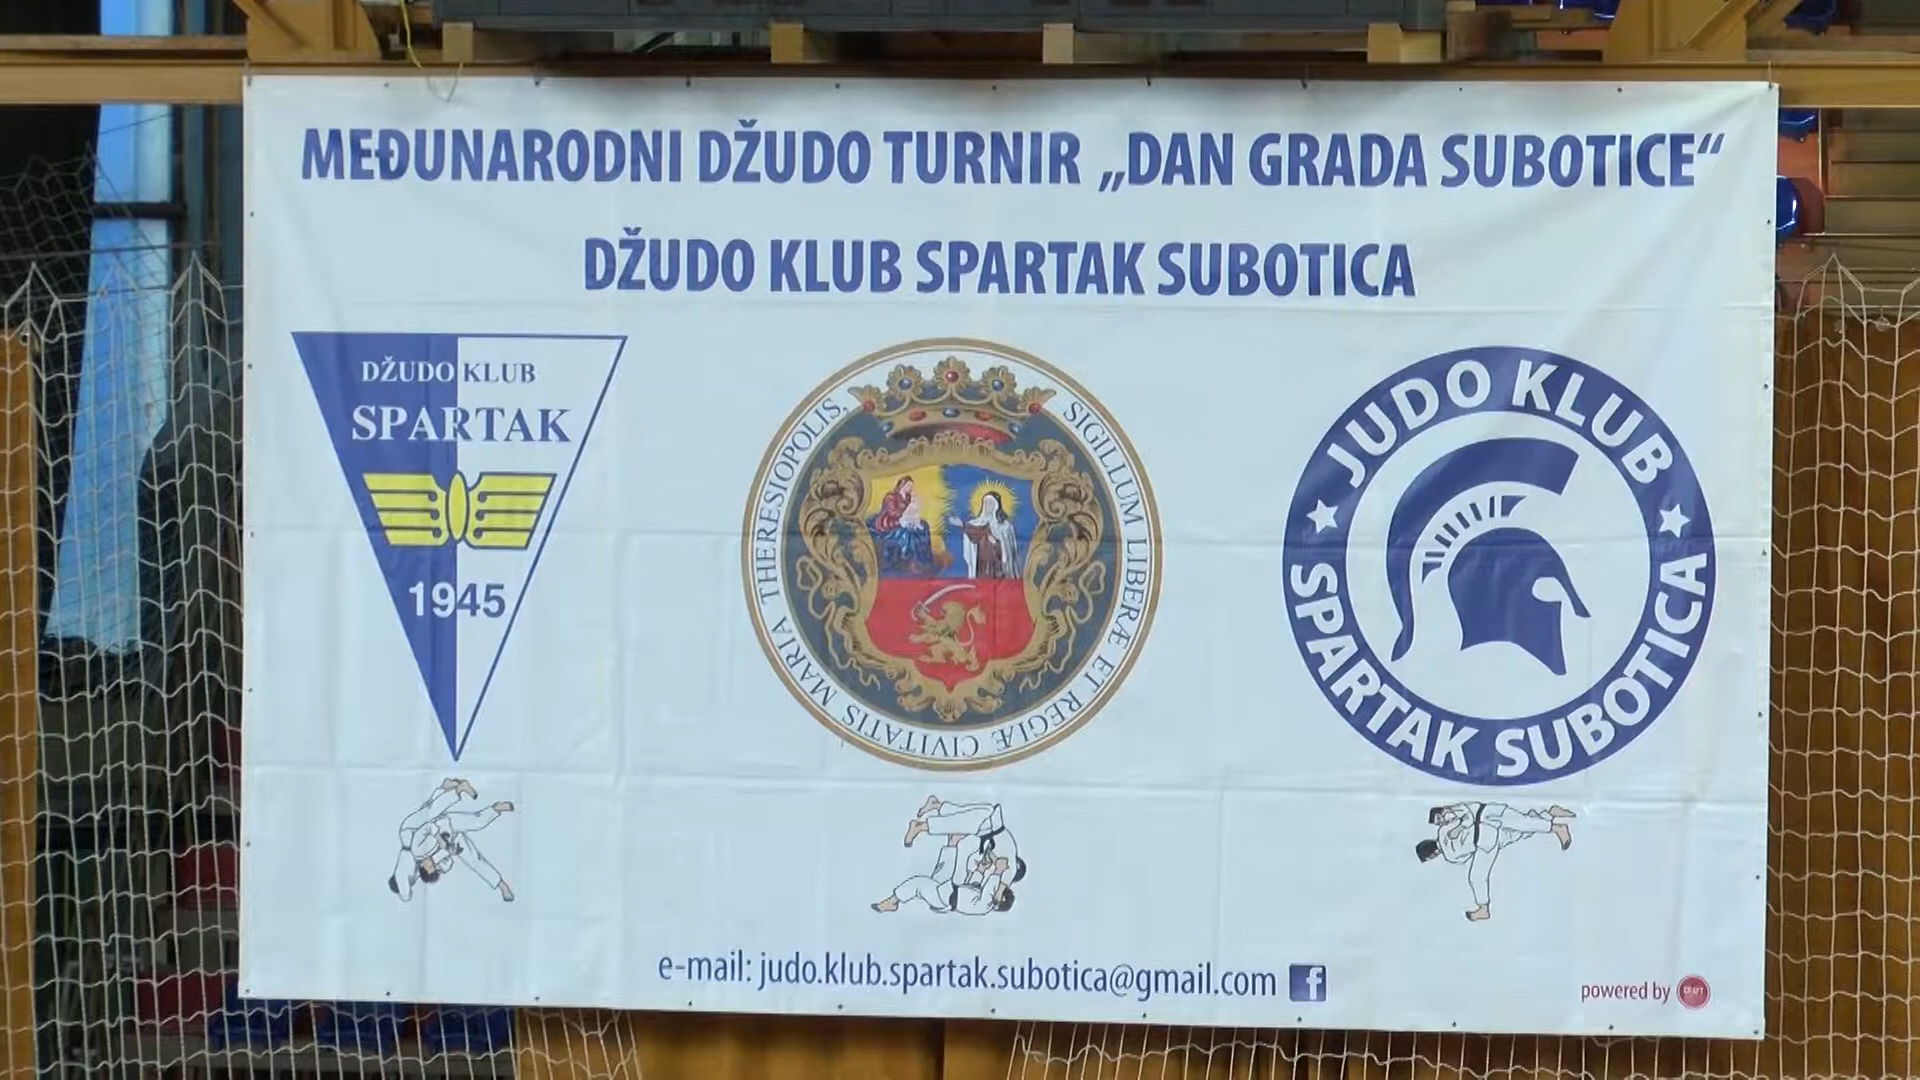 MEĐUNARODNI DŽUDO TURNIR „DAN GRADA SUBOTICE“
DŽUDO KLUB SPARTAK SUBOTICA
DŽUDO KLUB
SPARTAK
1945
SIGILLUM LIBERÆ ET REGIÆ CIVITATIS MARIA THERESIOPOLIS,
JUDO KLUB
SPARTAK SUBOTICA
e-mail: judo.klub.spartak.subotica@gmail.com f
powered by